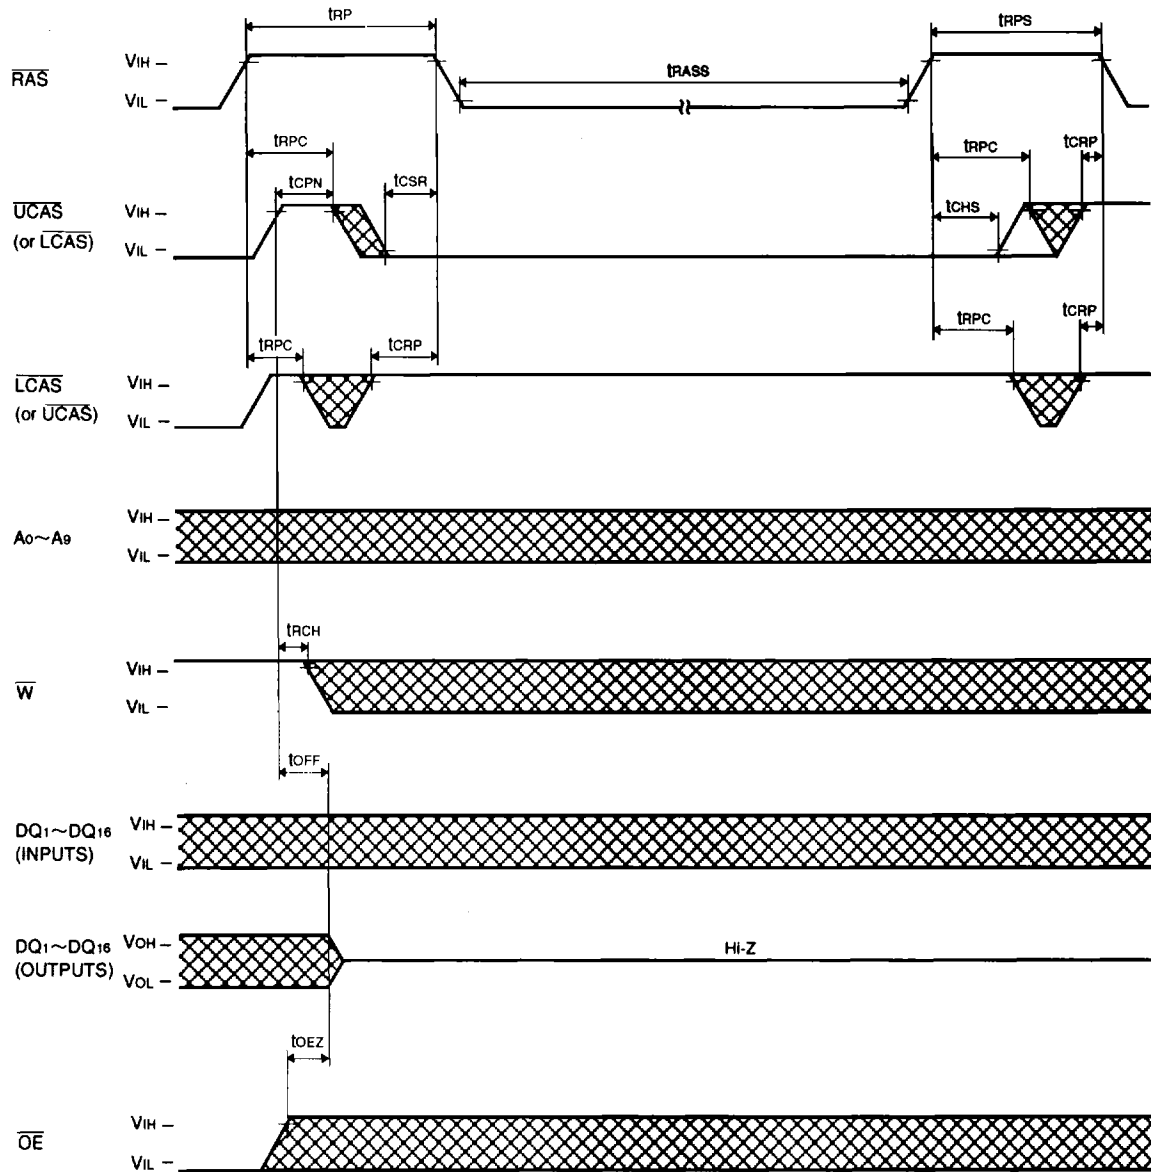 tRP
tRPS
RAS
VIH
VIL
tRASS
tRPC
tRPC
tCRP
tCPN
tCSR
UCAS
(or LCAS)
VIH
VIL
tCHS
tRPC
tCRP
tRPC
tCRP
LCAS
(or UCAS)
VIH
VIL
A0~A9
VIH
VIL
tRCH
W
VIH
VIL
tOFF
DQ1~DQ16
(INPUTS)
VIH
VIL
DQ1~DQ16
(OUTPUTS)
VOH
VOL
Hi-Z
tOEZ
OE
VIH
VIL